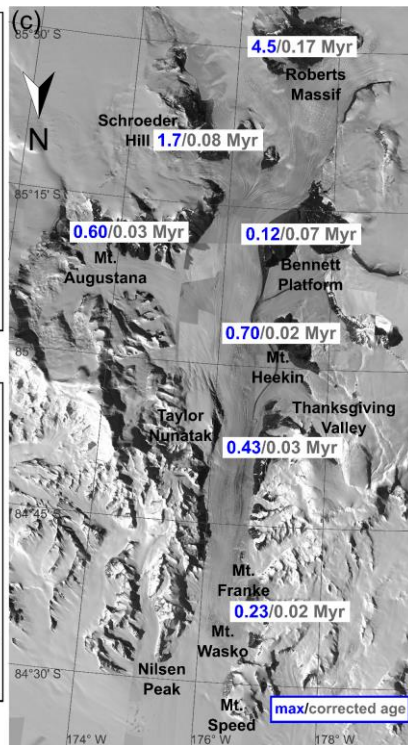 (c)
85°30' S
4.5/0.17 Myr
Roberts
Massif
N
Schroeder
Hill
1.7/0.08 Myr
85°15' S
0.60/0.03 Myr
Mt.
Augustana
0.12/0.07 Myr
Bennett
Platform
0.70/0.02 Myr
Mt.
Heekin
85°
Taylor
Nunatak
Thanksgiving
Valley
0.43/0.03 Myr
84°45' S
Mt.
Franke
0.23/0.02 Myr
Mt.
Wasko
84°30' S
Nilsen
Peak
Mt.
Speed
max/corrected age
174° W
176° W
178° W